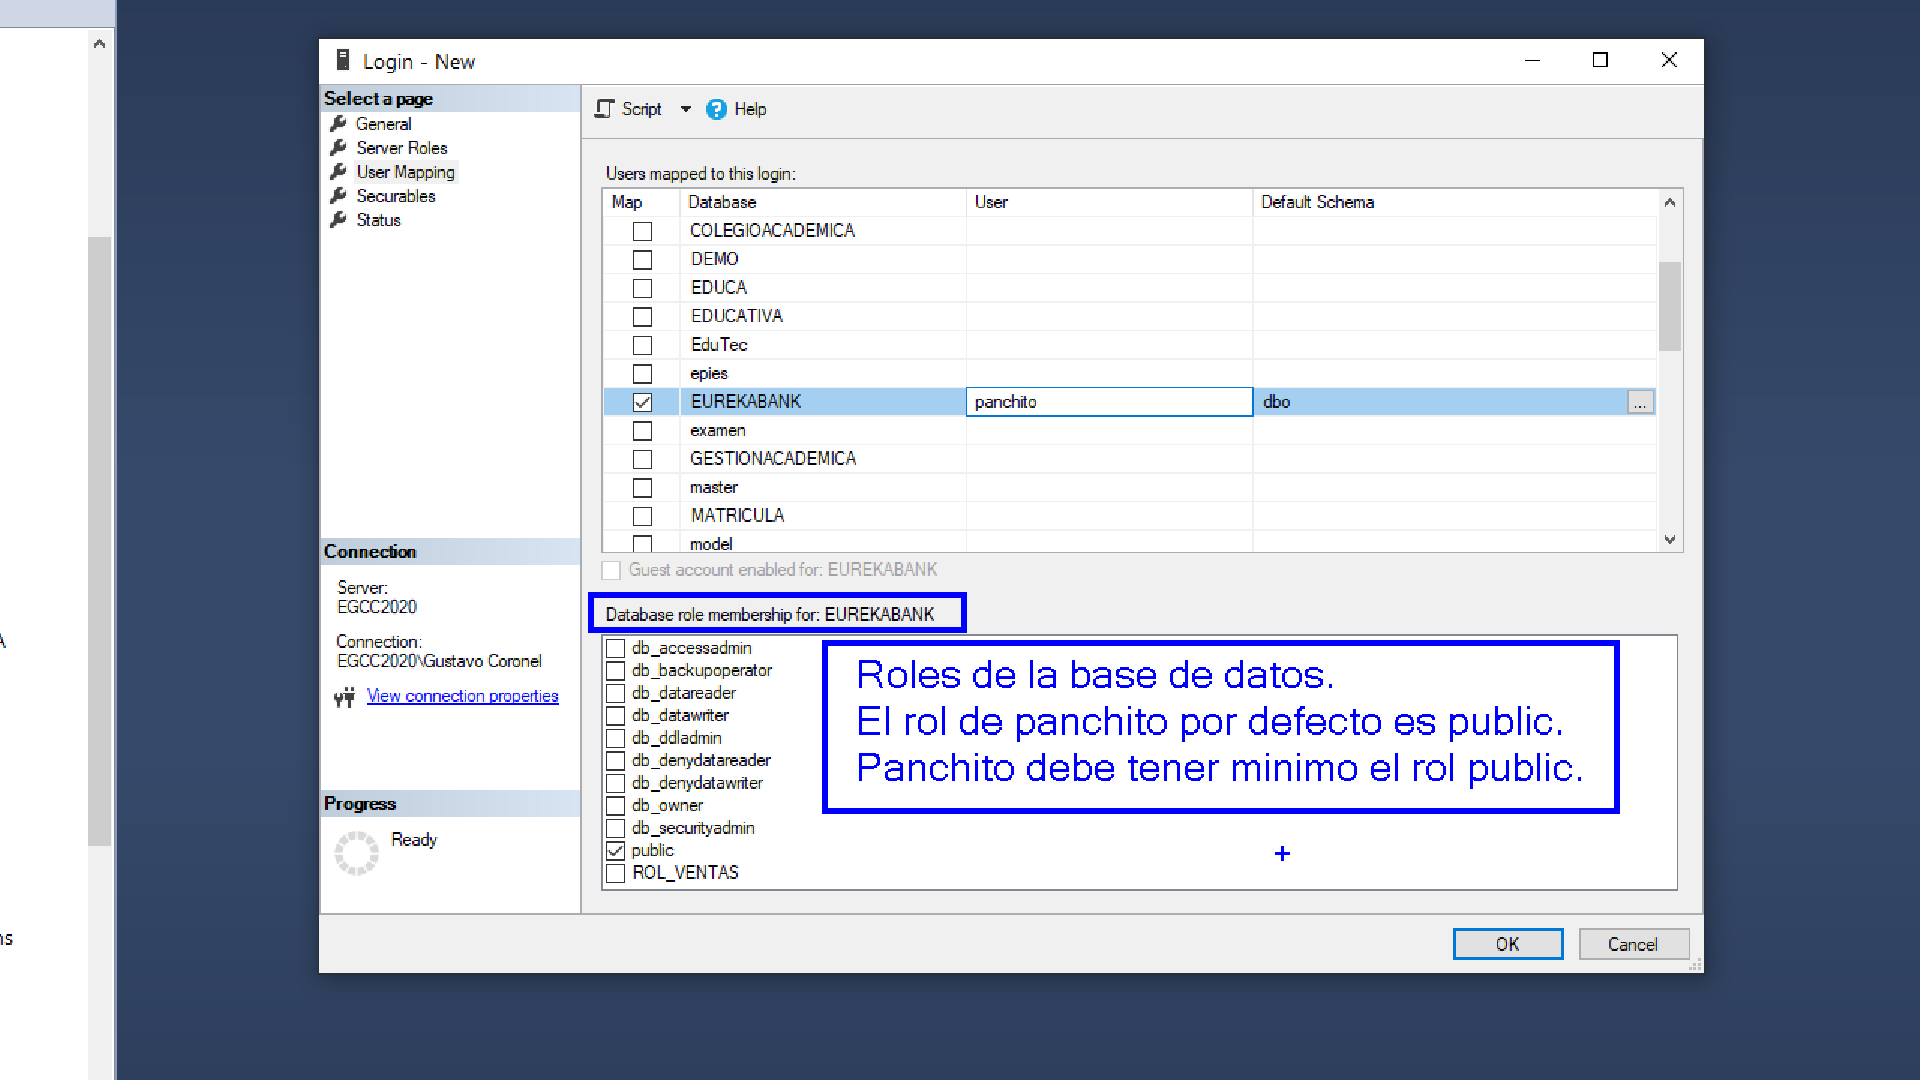 Login - New
Select a page
General
Server Roles
User Mapping
Securables
Status
Connection
Server:
EGCC2020
Connection:
EGCC2020\Gustavo Coronel
View connection properties
Progress
Ready
Script
Help
Users mapped to this login:
Map Database User Default Schema
COLEGIOACADEMICA
DEMO
EDUCA
EDUCATIVA
EduTec
epies
EUREKABANK panchito dbo ...
examen
GESTIONACADEMICA
master
MATRICULA
model
Guest account enabled for: EUREKABANK
Database role membership for: EUREKABANK
db_accessadmin
db_backupoperator
db_datareader
db_datawriter
db_ddladmin
db_denydatareader
db_denydatawriter
db_owner
db_securityadmin
public
ROL_VENTAS
Roles de la base de datos.
El rol de panchito por defecto es public.
Panchito debe tener minimo el rol public.
OK
Cancel